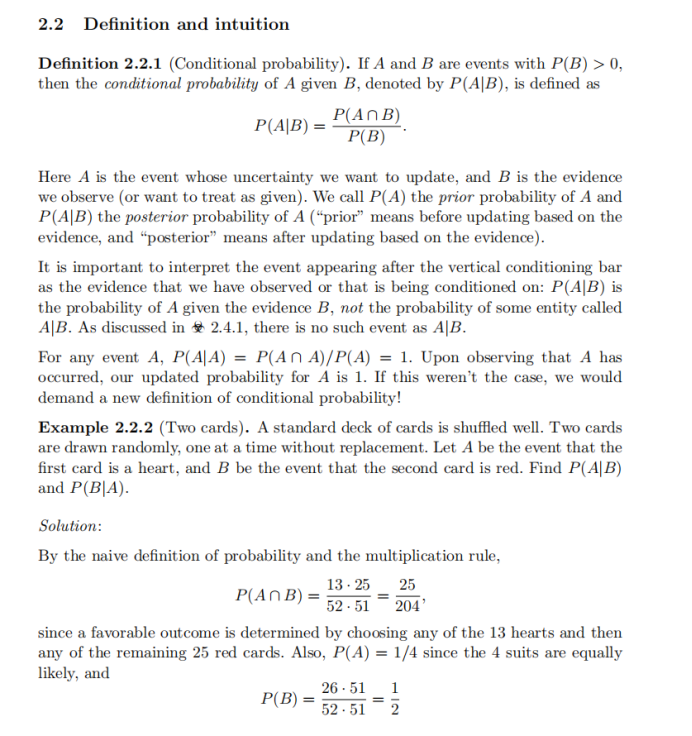 2.2 Definition and intuition
Definition 2.2.1 (Conditional probability). If A and B are events with P(B) > 0,
then the conditional probability of A given B, denoted by P(A|B), is defined as
P(A|B) = P(A ∩ B) / P(B).
Here A is the event whose uncertainty we want to update, and B is the evidence
we observe (or want to treat as given). We call P(A) the prior probability of A and
P(A|B) the posterior probability of A (“prior” means before updating based on the
evidence, and “posterior” means after updating based on the evidence).
It is important to interpret the event appearing after the vertical conditioning bar
as the evidence that we have observed or that is being conditioned on: P(A|B) is
the probability of A given the evidence B, not the probability of some entity called
A|B. As discussed in ☣ 2.4.1, there is no such event as A|B.
For any event A, P(A|A) = P(A ∩ A)/P(A) = 1. Upon observing that A has
occurred, our updated probability for A is 1. If this weren’t the case, we would
demand a new definition of conditional probability!
Example 2.2.2 (Two cards). A standard deck of cards is shuffled well. Two cards
are drawn randomly, one at a time without replacement. Let A be the event that the
first card is a heart, and B be the event that the second card is red. Find P(A|B)
and P(B|A).
Solution:
By the naive definition of probability and the multiplication rule,
P(A ∩ B) = 13 · 25 / 52 · 51 = 25 / 204,
since a favorable outcome is determined by choosing any of the 13 hearts and then
any of the remaining 25 red cards. Also, P(A) = 1/4 since the 4 suits are equally
likely, and
P(B) = 26 · 51 / 52 · 51 = 1 / 2